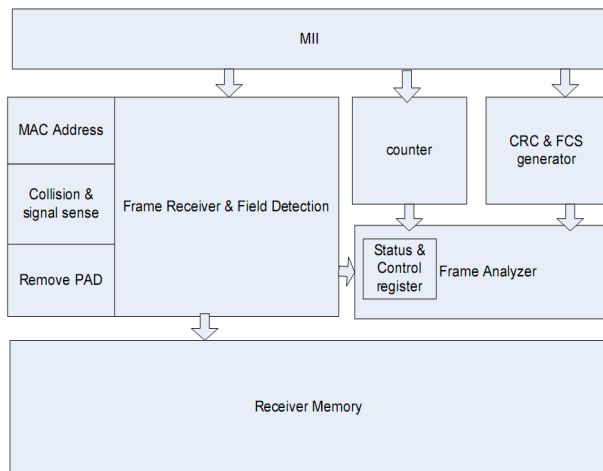 MII
MAC Address
Collision &
signal sense
Remove PAD
Frame Receiver & Field Detection
counter
CRC & FCS
generator
Status &
Control
register
Frame Analyzer
Receiver Memory